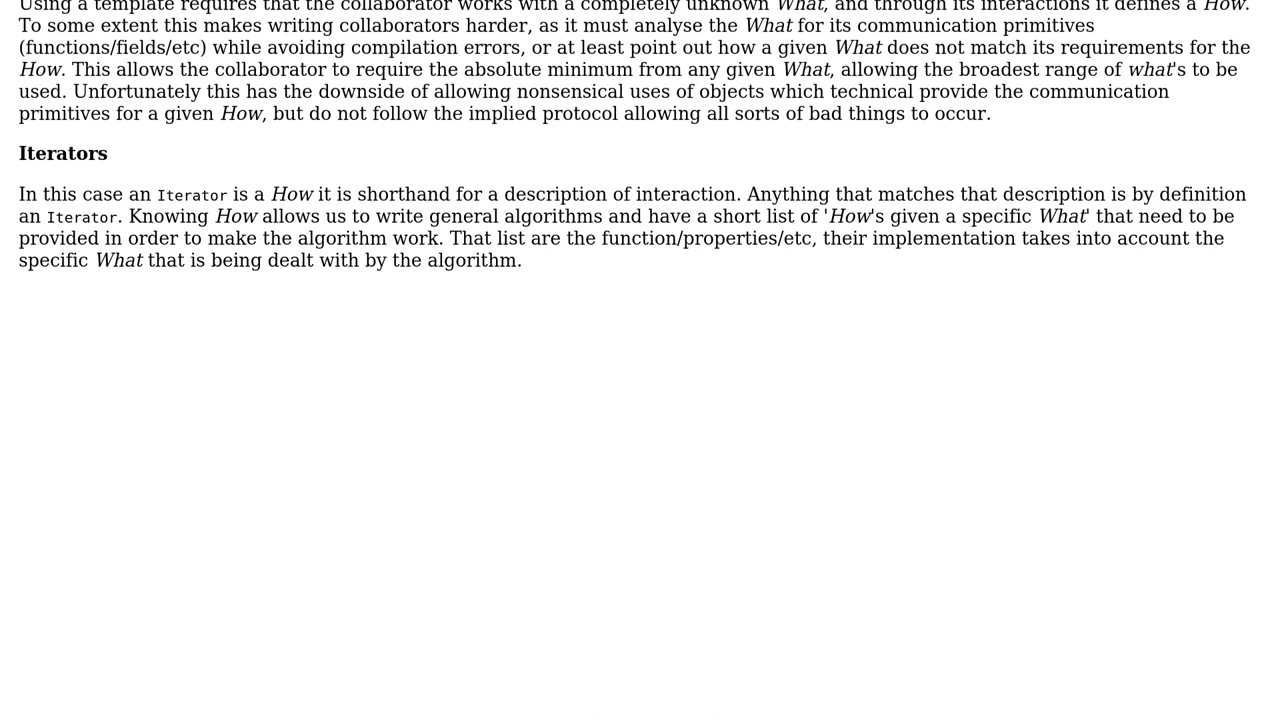 Using a template requires that the collaborator works with a completely unknown What, and through its interactions it defines a How.
To some extent this makes writing collaborators harder, as it must analyse the What for its communication primitives
(functions/fields/etc) while avoiding compilation errors, or at least point out how a given What does not match its requirements for the
How. This allows the collaborator to require the absolute minimum from any given What, allowing the broadest range of what's to be
used. Unfortunately this has the downside of allowing nonsensical uses of objects which technical provide the communication
primitives for a given How, but do not follow the implied protocol allowing all sorts of bad things to occur.
Iterators
In this case an Iterator is a How it is shorthand for a description of interaction. Anything that matches that description is by definition
an Iterator. Knowing How allows us to write general algorithms and have a short list of 'How's given a specific What' that need to be
provided in order to make the algorithm work. That list are the function/properties/etc, their implementation takes into account the
specific What that is being dealt with by the algorithm.